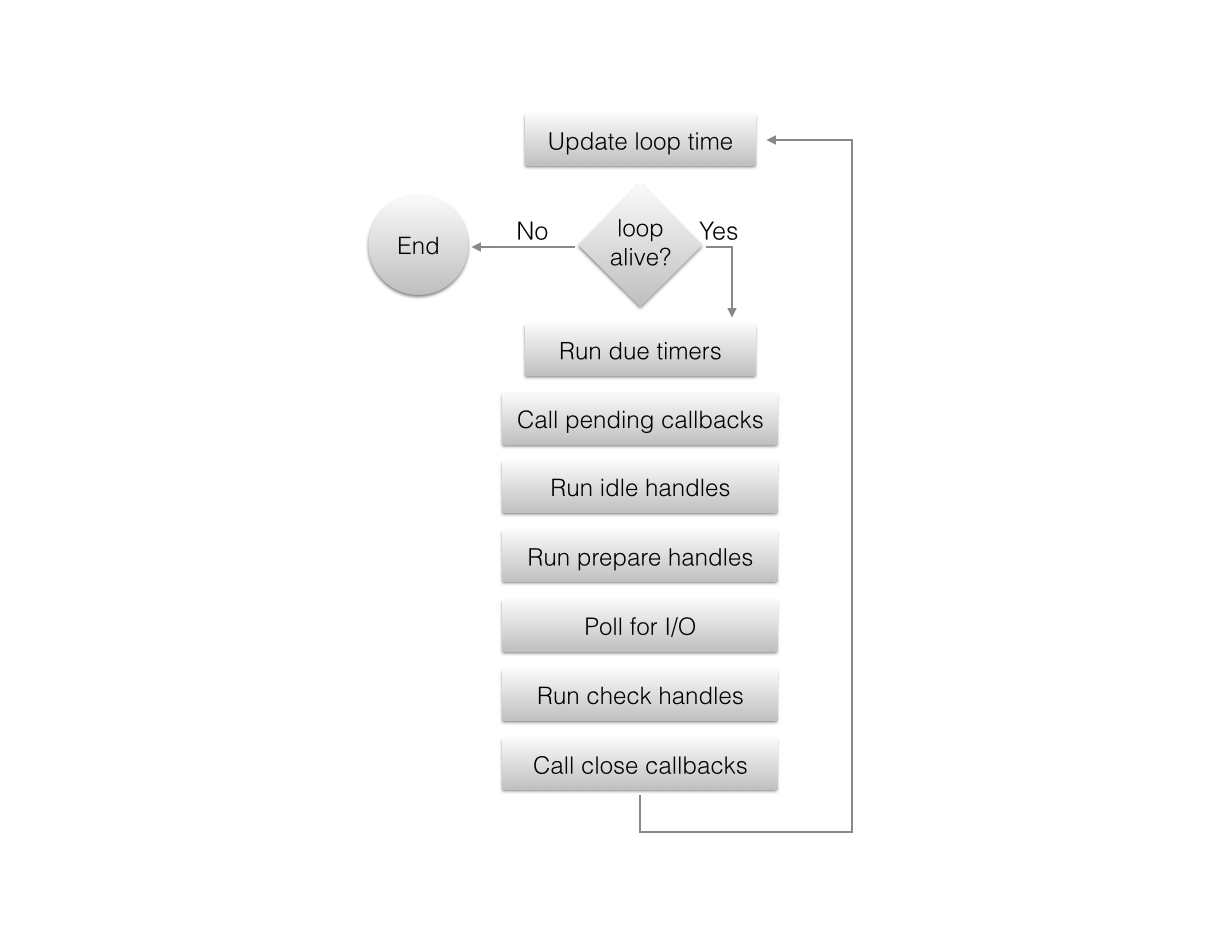 Update loop time
End
No
loop
alive?
Yes
Run due timers
Call pending callbacks
Run idle handles
Run prepare handles
Poll for I/O
Run check handles
Call close callbacks